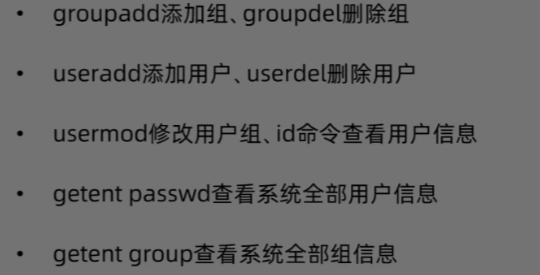 • groupadd添加组、groupdel删除组
• useradd添加用户、userdel删除用户
• usermod修改用户组、id命令查看用户信息
• getent passwd查看系统全部用户信息
• getent group查看系统全部组信息